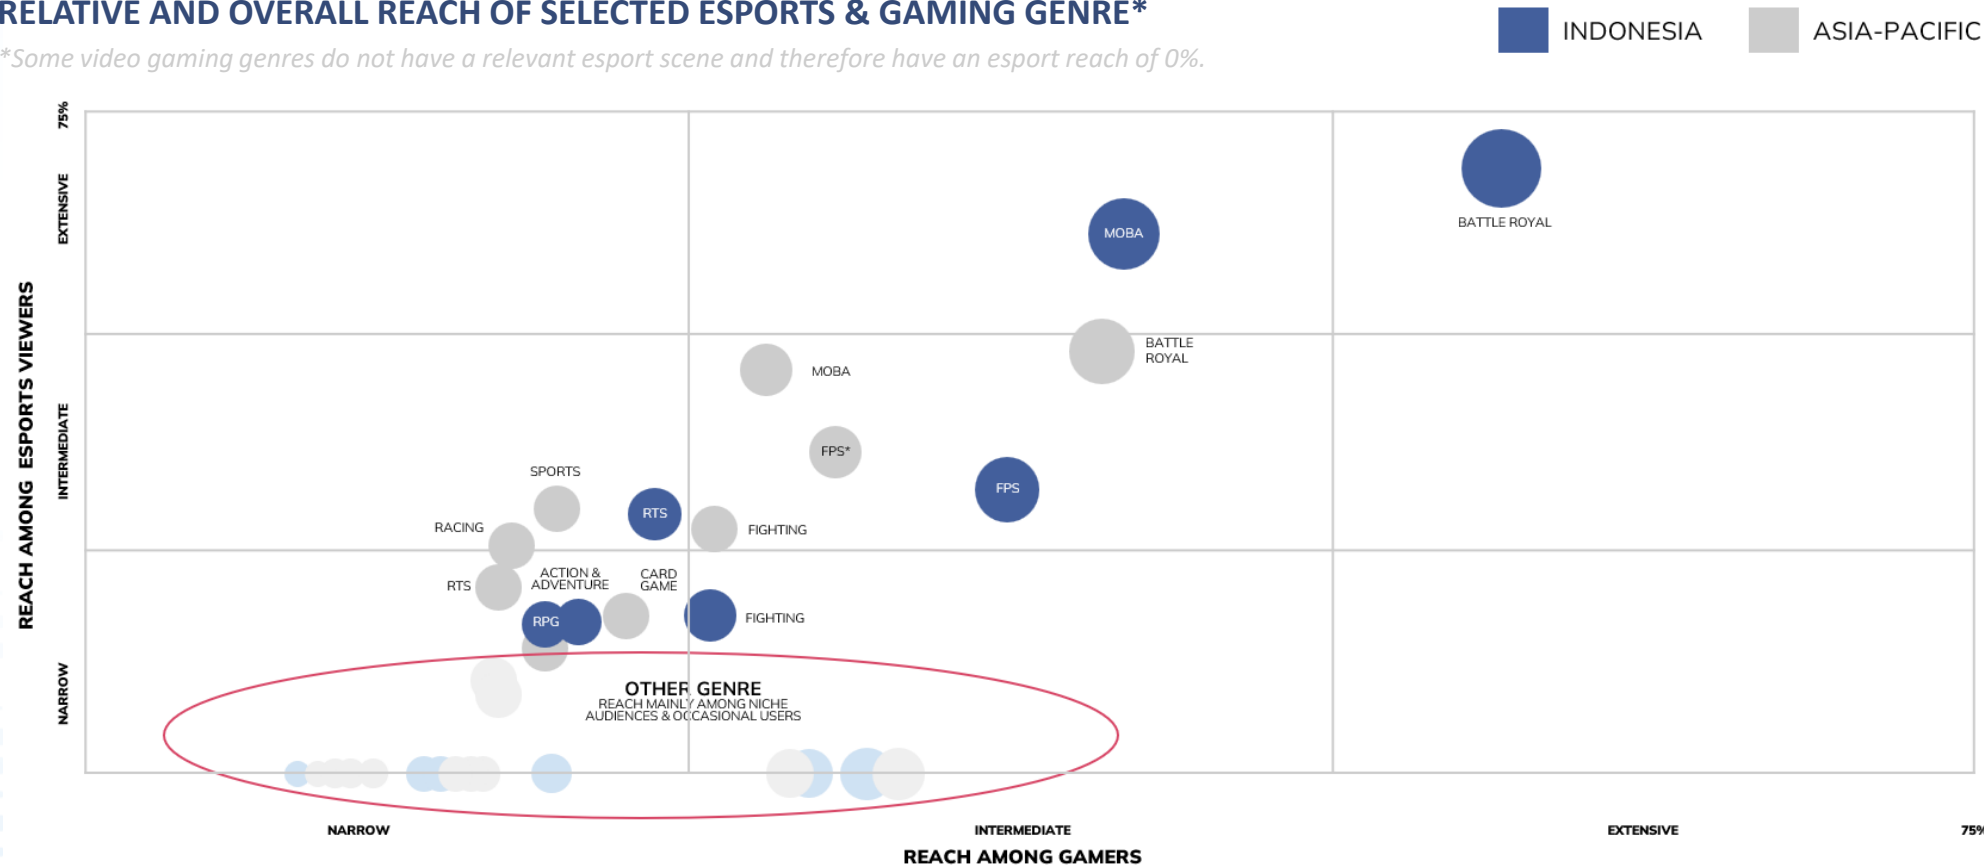 RELATIVE AND OVERALL REACH OF SELECTED ESPORTS & GAMING GENRE*
*Some video gaming genres do not have a relevant esport scene and therefore have an esport reach of 0%.
INDONESIA
ASIA-PACIFIC
75%
EXTENSIVE
INTERMEDIATE
NARROW
REACH AMONG ESPORTS VIEWERS
BATTLE ROYAL
MOBA
BATTLE
ROYAL
MOBA
FPS*
FPS
SPORTS
RTS
RACING
FIGHTING
RTS
ACTION &
ADVENTURE
CARD
GAME
RPG
FIGHTING
OTHER GENRE
REACH MAINLY AMONG NICHE
AUDIENCES & OCCASIONAL USERS
NARROW
INTERMEDIATE
EXTENSIVE
75%
REACH AMONG GAMERS